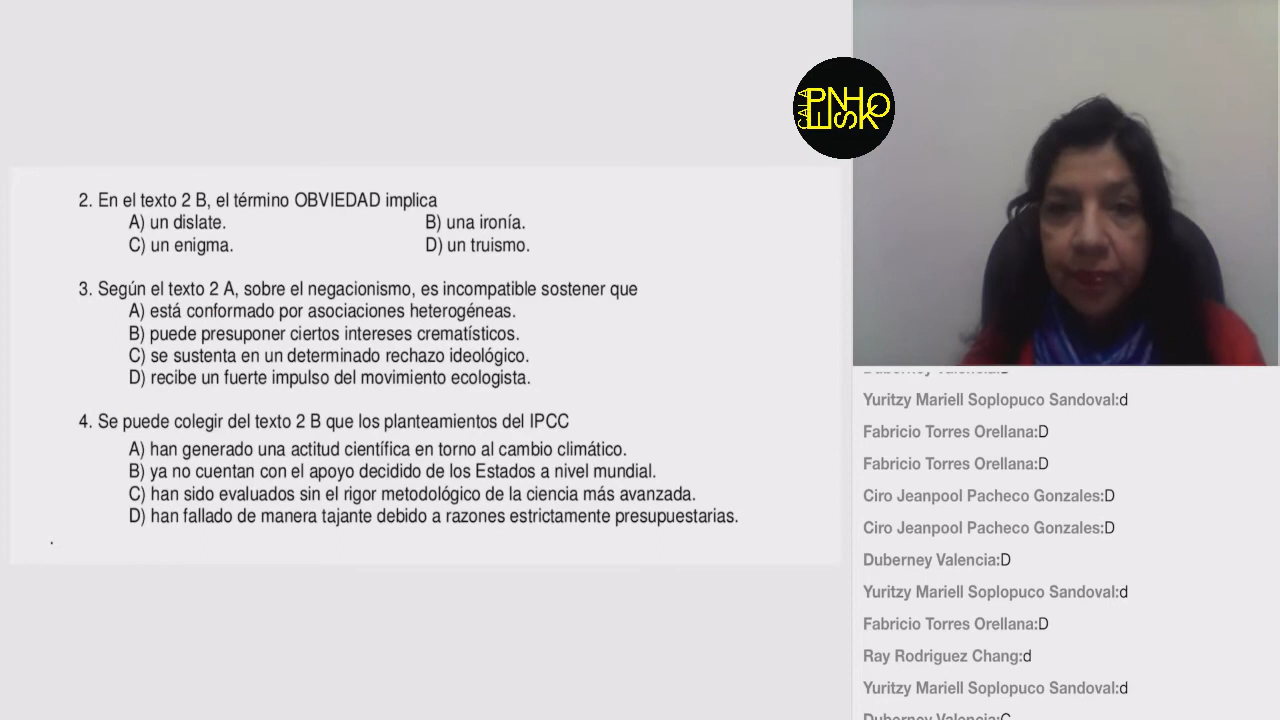 CALA
PENSHOK
2. En el texto 2 B, el término OBVIEDAD implica
A) un dislate. B) una ironía.
C) un enigma. D) un truismo.
3. Según el texto 2 A, sobre el negacionismo, es incompatible sostener que
A) está conformado por asociaciones heterogéneas.
B) puede presuponer ciertos intereses crematísticos.
C) se sustenta en un determinado rechazo ideológico.
D) recibe un fuerte impulso del movimiento ecologista.
4. Se puede colegir del texto 2 B que los planteamientos del IPCC
A) han generado una actitud científica en torno al cambio climático.
B) ya no cuentan con el apoyo decidido de los Estados a nivel mundial.
C) han sido evaluados sin el rigor metodológico de la ciencia más avanzada.
D) han fallado de manera tajante debido a razones estrictamente presupuestarias.
.
Duberney Valencia:D
Yuritzy Mariell Soplopuco Sandoval:d
Fabricio Torres Orellana:D
Fabricio Torres Orellana:D
Ciro Jeanpool Pacheco Gonzales:D
Ciro Jeanpool Pacheco Gonzales:D
Duberney Valencia:D
Yuritzy Mariell Soplopuco Sandoval:d
Fabricio Torres Orellana:D
Ray Rodriguez Chang:d
Yuritzy Mariell Soplopuco Sandoval:d
Duberney Valencia:C